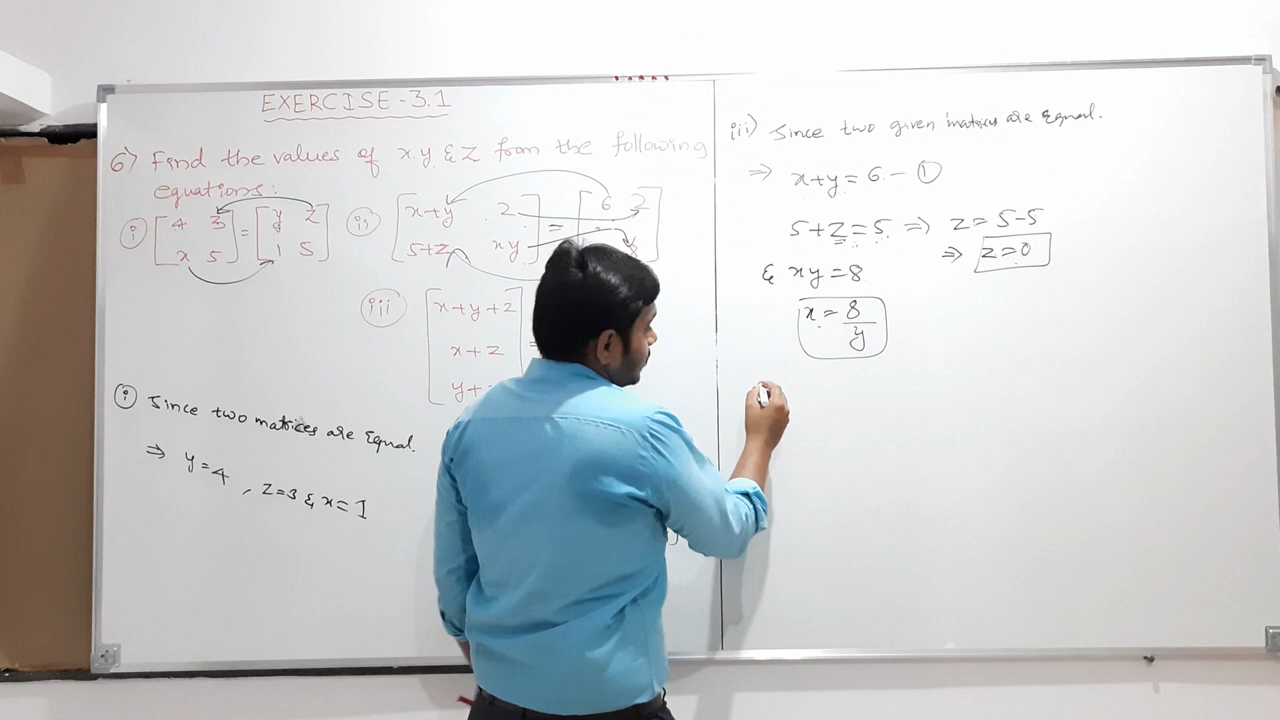 EXERCISE-3.1
6) Find the values of x, y & z from the following
equations:
i [4 3 = [y z
x 5] 1 5]
ii [x+y 2 = [6 2
5+z xy] 8]
iii [x+y+z
x+z =
y+
i Since two matrices are Equal.
⇒ y=4, z=3 & x=1
iii) Since two given matrices are Equal.
⇒ x+y=6 - ①
5+z=5 ⇒ z=5-5
⇒ z=0
& xy=8
x=8/y